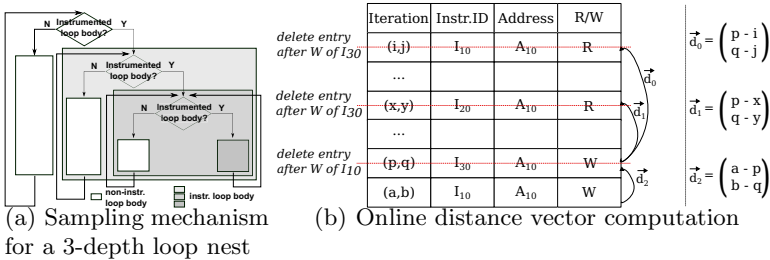 Instrumented
loop body?
N
Y
Instrumented
loop body?
N
Y
Instrumented
loop body?
N
Y
non-instr.
loop body
instr. loop body
(a) Sampling mechanism
for a 3-depth loop nest
Iteration Instr.ID Address R/W
delete entry
after W of I30
(i,j) I10 A10 R
...
delete entry
after W of I30
(x,y) I20 A10 R
...
delete entry
after W of I10
(p,q) I30 A10 W
(a,b) I10 A10 W
d0
d1
d2
d0 = ( p - i
q - j )
d1 = ( p - x
q - y )
d2 = ( a - p
b - q )
(b) Online distance vector computation